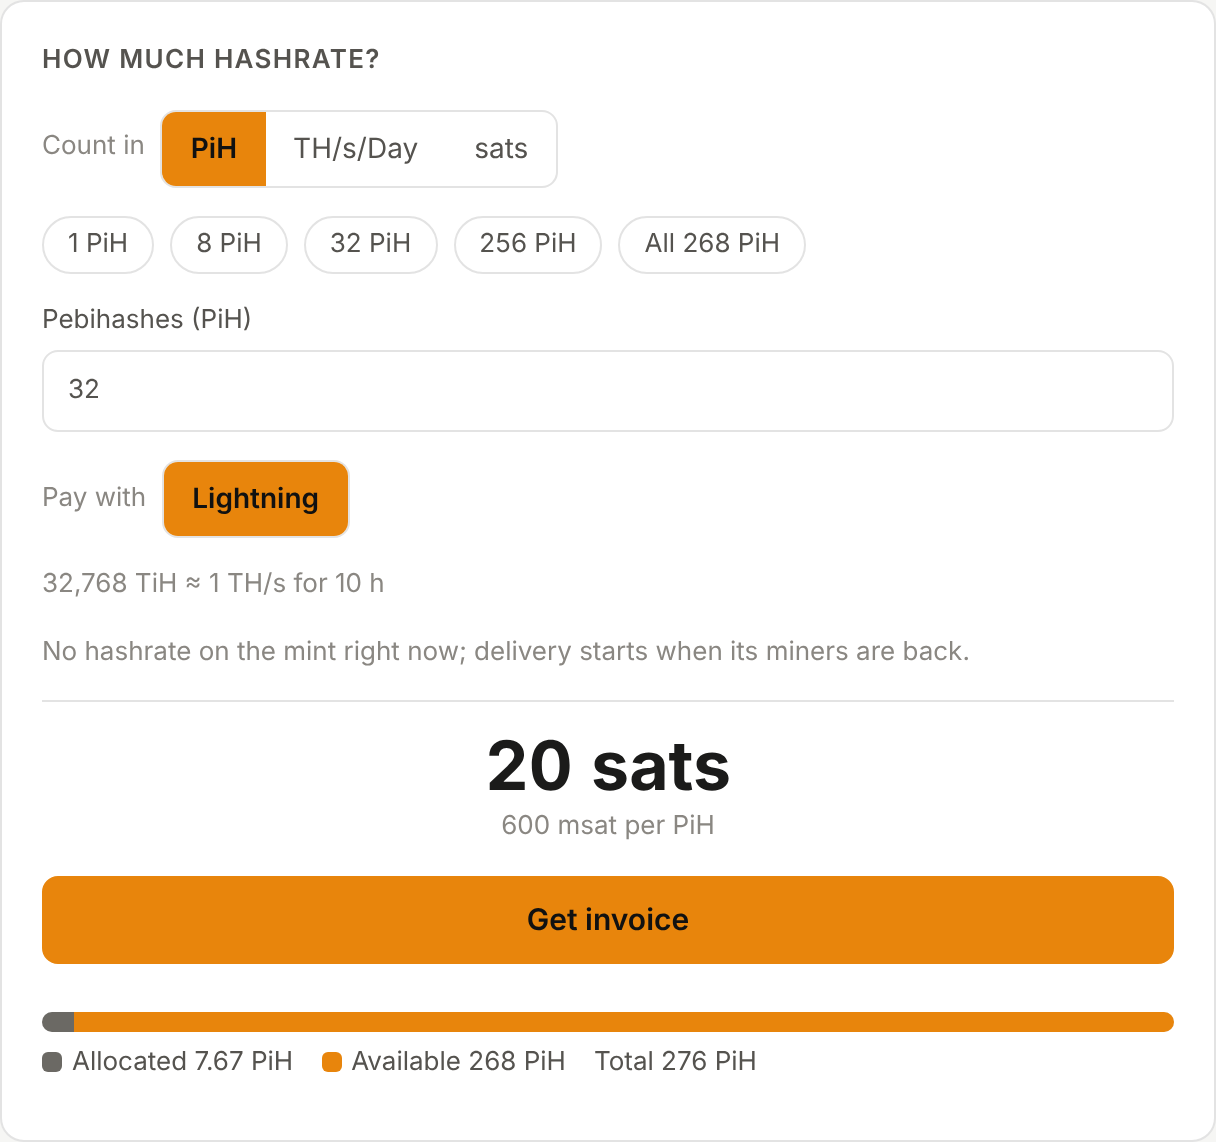 HOW MUCH HASHRATE?
Count in PiH TH/s/Day sats
1 PiH 8 PiH 32 PiH 256 PiH All 268 PiH
Pebihashes (PiH)
32
Pay with Lightning
32,768 TiH ≈ 1 TH/s for 10 h
No hashrate on the mint right now; delivery starts when its miners are back.
20 sats
600 msat per PiH
Get invoice
Allocated 7.67 PiH Available 268 PiH Total 276 PiH